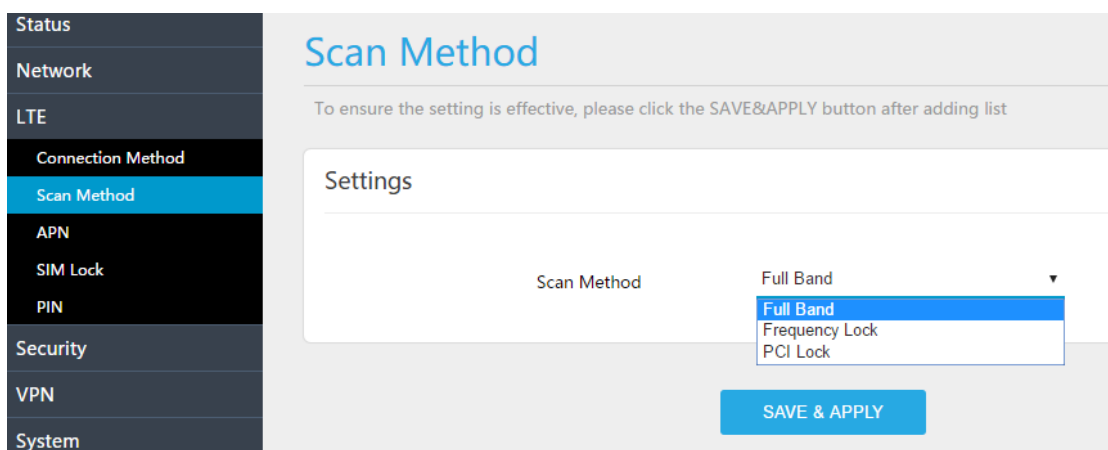 Status
Network
LTE
Connection Method
Scan Method
APN
SIM Lock
PIN
Security
VPN
System
Scan Method
To ensure the setting is effective, please click the SAVE&APPLY button after adding list
Settings
Scan Method Full Band
Full Band
Frequency Lock
PCI Lock
SAVE & APPLY